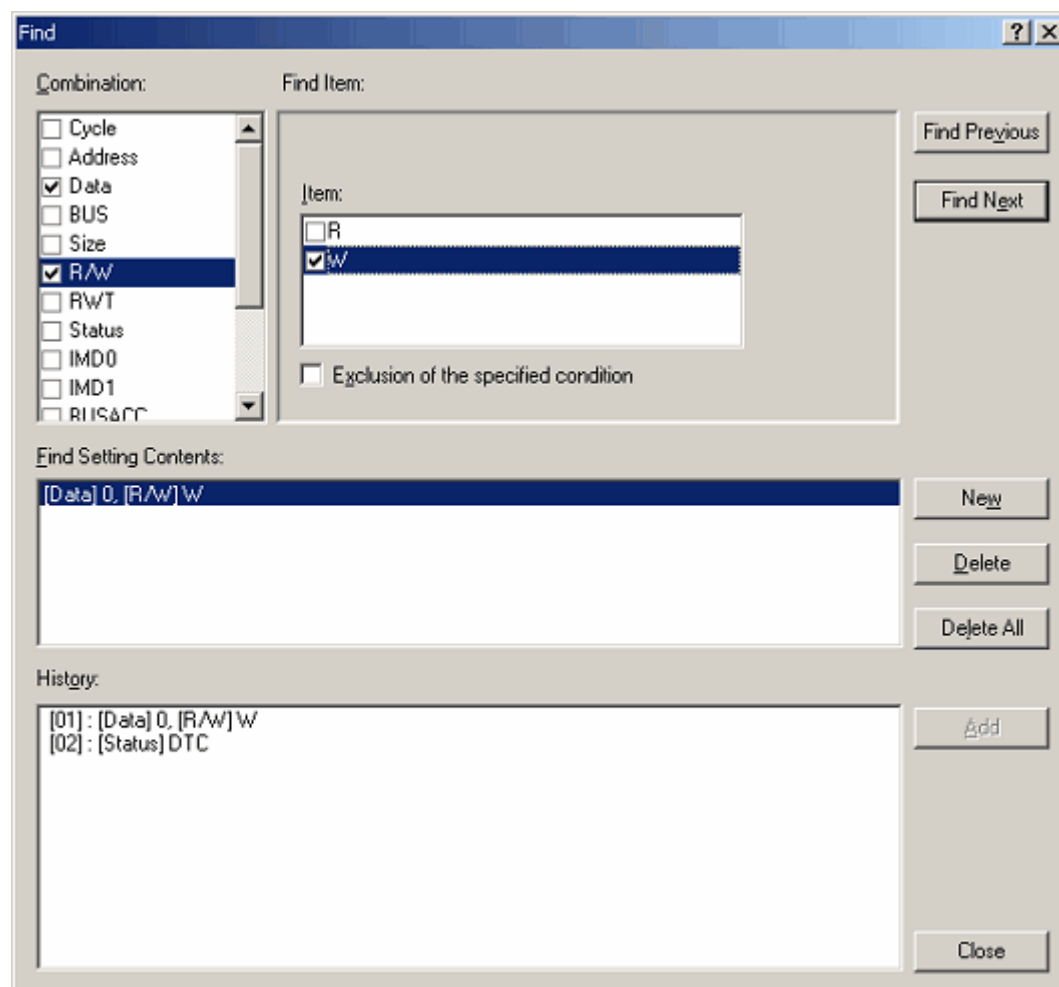 Find
Combination:
Find Item:
Cycle
Address
Data
BUS
Size
R/W
RWT
Status
IMD0
IMD1
BUSACC
Item:
R
W
Exclusion of the specified condition
Find Previous
Find Next
Find Setting Contents:
[Data] 0, [R/W] W
New
Delete
Delete All
History:
[01] : [Data] 0, [R/W] W
[02] : [Status] DTC
Add
Close